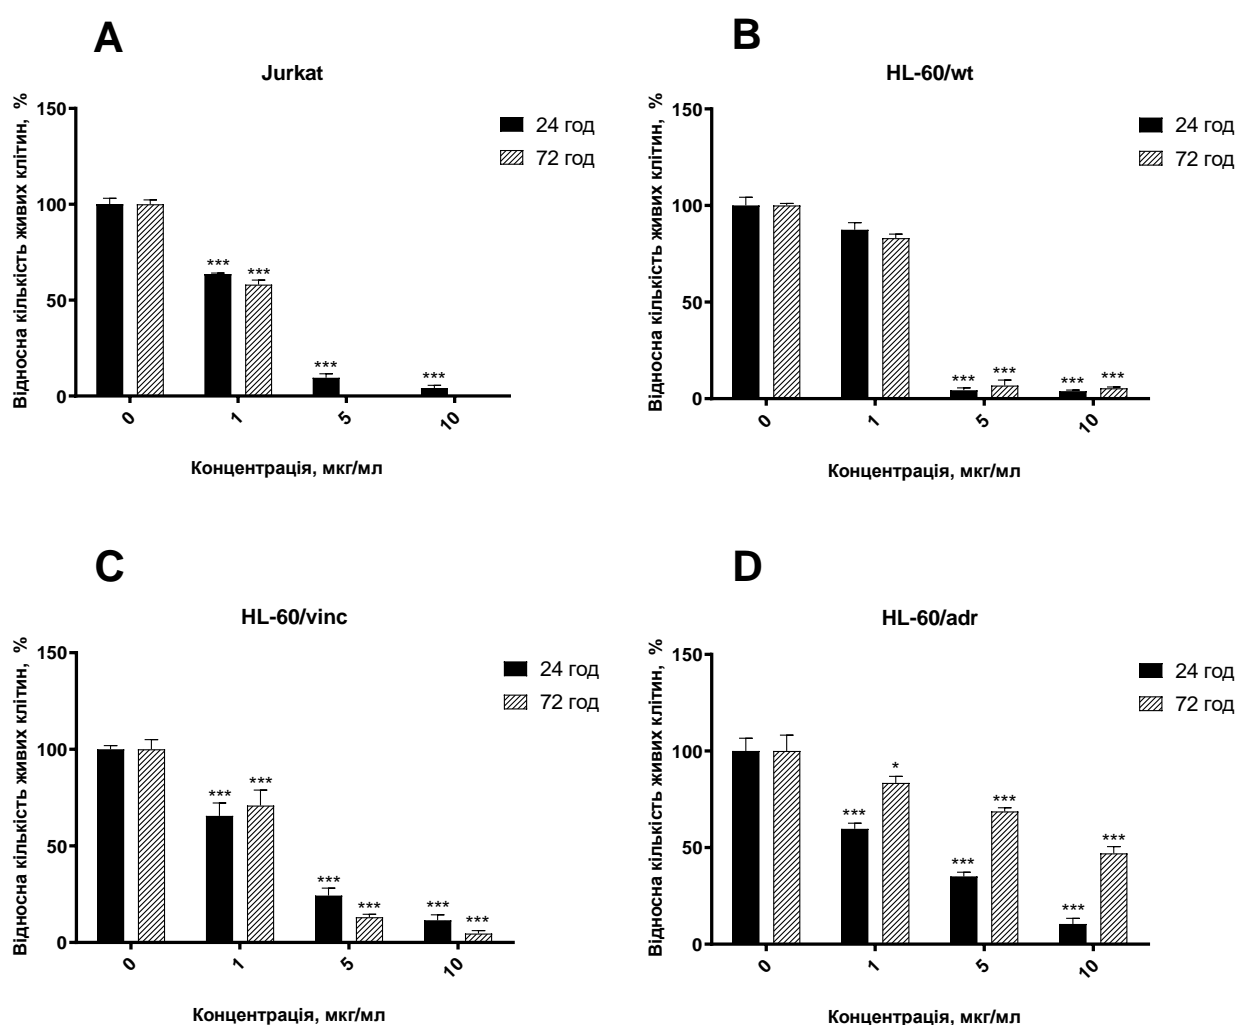 A
Jurkat
Відносна кількість живих клітин, %
150
100
50
0
24 год
72 год
***
***
***
***
0
1
5
10
Концентрація, мкг/мл
B
HL-60/wt
Відносна кількість живих клітин, %
150
100
50
0
24 год
72 год
***
***
***
***
0
1
5
10
Концентрація, мкг/мл
C
HL-60/vinc
Відносна кількість живих клітин, %
150
100
50
0
24 год
72 год
***
***
***
***
***
***
0
1
5
10
Концентрація, мкг/мл
D
HL-60/adr
Відносна кількість живих клітин, %
150
100
50
0
24 год
72 год
***
*
***
***
***
***
0
1
5
10
Концентрація, мкг/мл